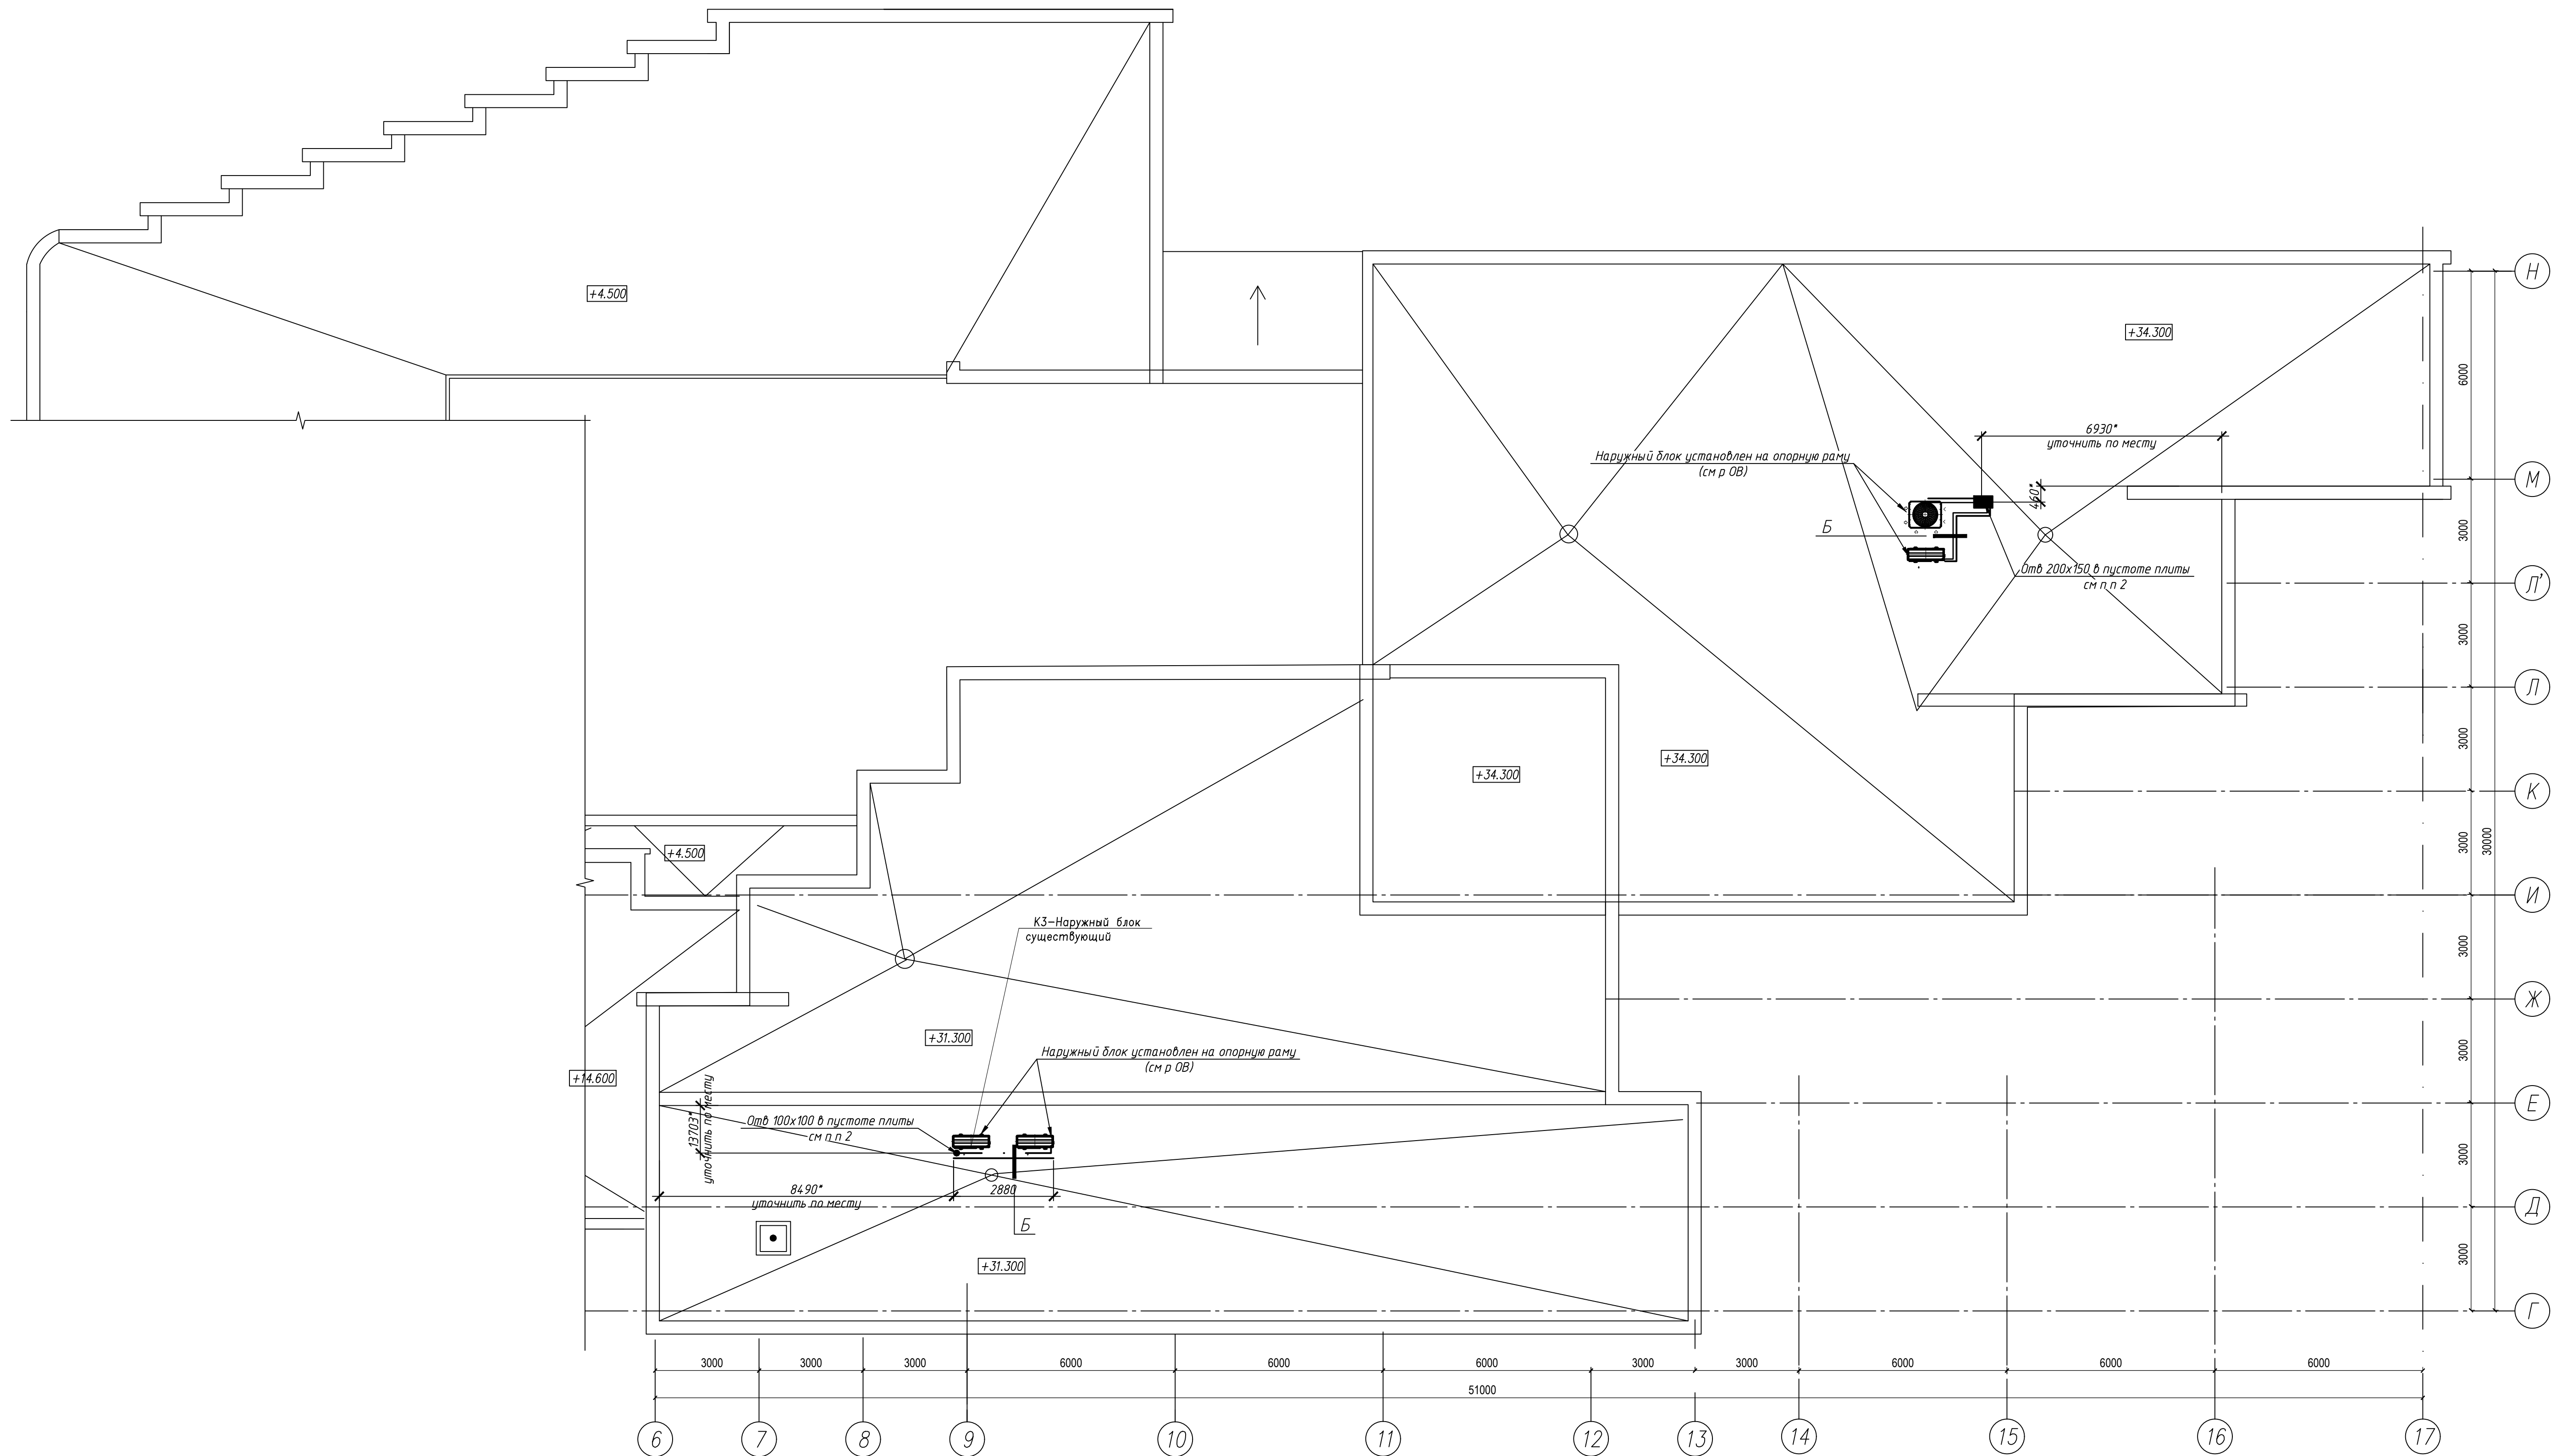 +4.500
+34.300
6930*
уточнить по месту
Наружный блок установлен на опорную раму
(см р ОВ)
460*
Б
Отв 200х150 в пустоте плиты
см п п 2
+34.300
+34.300
+4.500
К3-Наружный блок
существующий
+31.300
Наружный блок установлен на опорную раму
(см р ОВ)
+14.600
13703*
уточнить по месту
Отв 100х100 в пустоте плиты
см п п 2
8490*
уточнить по месту
2880
Б
+31.300
Н
6000
М
3000
Л'
3000
Л
3000
К
3000
30000
И
3000
Ж
3000
Е
3000
Д
3000
Г
3000 3000 3000 6000 6000 6000 3000 3000 6000 6000 6000
51000
6 7 8 9 10 11 12 13 14 15 16 17